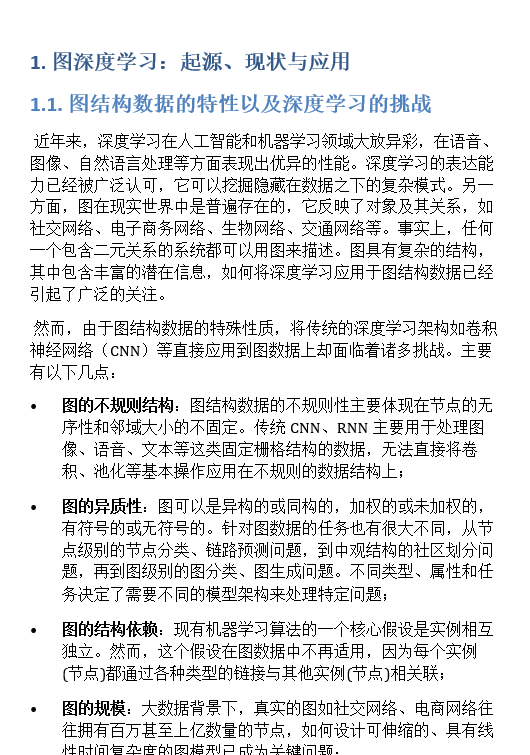 1. 图深度学习：起源、现状与应用
1.1. 图结构数据的特性以及深度学习的挑战
近年来，深度学习在人工智能和机器学习领域大放异彩，在语音、
图像、自然语言处理等方面表现出优异的性能。深度学习的表达能
力已经被广泛认可，它可以挖掘隐藏在数据之下的复杂模式。另一
方面，图在现实世界中是普遍存在的，它反映了对象及其关系，如
社交网络、电子商务网络、生物网络、交通网络等。事实上，任何
一个包含二元关系的系统都可以用图来描述。图具有复杂的结构，
其中包含丰富的潜在信息，如何将深度学习应用于图结构数据已经
引起了广泛的关注。
然而，由于图结构数据的特殊性质，将传统的深度学习架构如卷积
神经网络（CNN）等直接应用到图数据上却面临着诸多挑战。主要
有以下几点：
• 图的不规则结构：图结构数据的不规则性主要体现在节点的无
序性和邻域大小的不固定。传统 CNN、RNN 主要用于处理图
像、语音、文本等这类固定栅格结构的数据，无法直接将卷
积、池化等基本操作应用在不规则的数据结构上；
• 图的异质性：图可以是异构的或同构的，加权的或未加权的，
有符号的或无符号的。针对图数据的任务也有很大不同，从节
点级别的节点分类、链路预测问题，到中观结构的社区划分问
题，再到图级别的图分类、图生成问题。不同类型、属性和任
务决定了需要不同的模型架构来处理特定问题；
• 图的结构依赖：现有机器学习算法的一个核心假设是实例相互
独立。然而，这个假设在图数据中不再适用，因为每个实例
(节点)都通过各种类型的链接与其他实例(节点)相关联；
• 图的规模：大数据背景下，真实的图如社交网络、电商网络往
往拥有百万甚至上亿数量的节点，如何设计可伸缩的、具有线
性时间复杂度的图模型已成为关键问题；